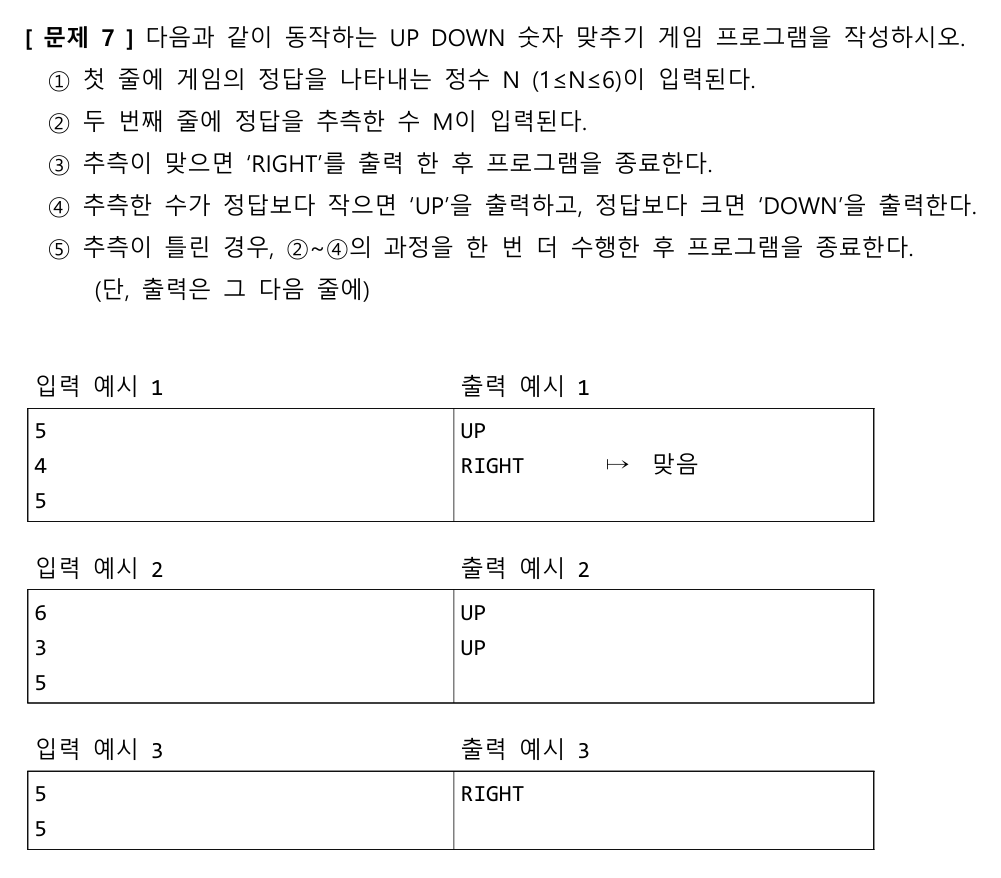 [ 문제 7 ] 다음과 같이 동작하는 UP DOWN 숫자 맞추기 게임 프로그램을 작성하시오.
① 첫 줄에 게임의 정답을 나타내는 정수 N (1≤N≤6)이 입력된다.
② 두 번째 줄에 정답을 추측한 수 M이 입력된다.
③ 추측이 맞으면 ‘RIGHT’를 출력 한 후 프로그램을 종료한다.
④ 추측한 수가 정답보다 작으면 ‘UP’을 출력하고, 정답보다 크면 ‘DOWN’을 출력한다.
⑤ 추측이 틀린 경우, ②~④의 과정을 한 번 더 수행한 후 프로그램을 종료한다.
(단, 출력은 그 다음 줄에)
입력 예시 1 출력 예시 1
5 UP
4 RIGHT ↦ 맞음
5
입력 예시 2 출력 예시 2
6 UP
3 UP
5
입력 예시 3 출력 예시 3
5 RIGHT
5